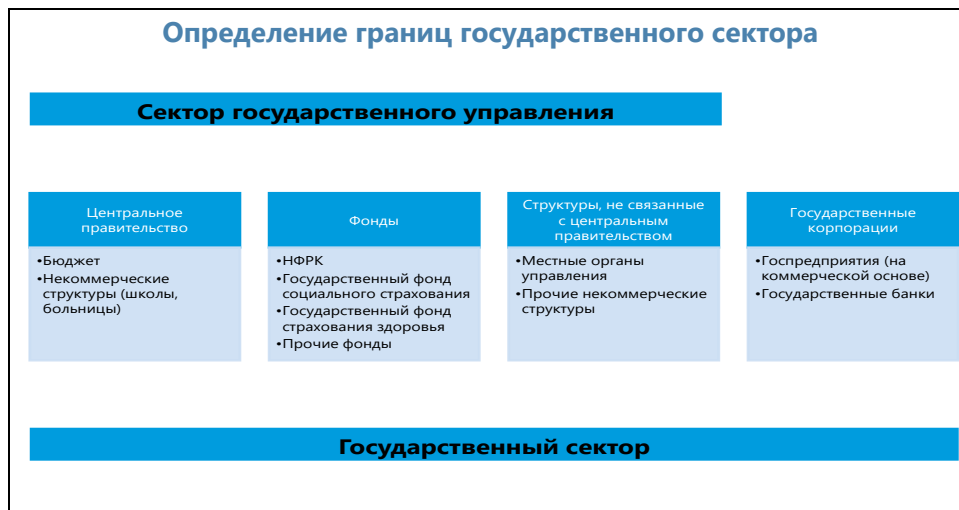 Определение границ государственного сектора
Сектор государственного управления
Центральное
правительство
•Бюджет
•Некоммерческие
структуры (школы,
больницы)
Фонды
•НФРК
•Государственный фонд
социального страхования
•Государственный фонд
страхования здоровья
•Прочие фонды
Структуры, не связанные
с центральным
правительством
•Местные органы
управления
•Прочие некоммерческие
структуры
Государственные
корпорации
•Госпредприятия (на
коммерческой основе)
•Государственные банки
Государственный сектор